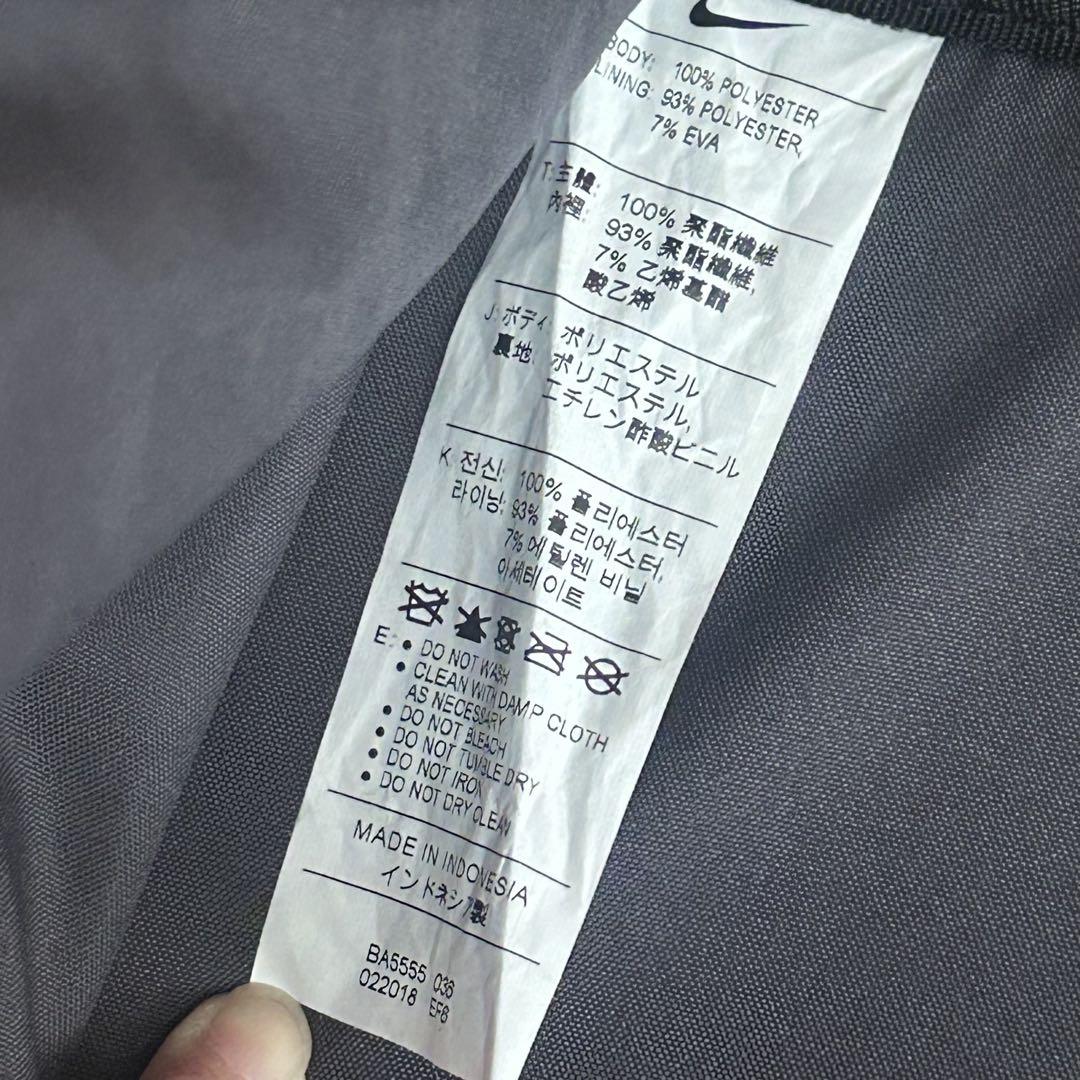 BODY: 100% POLYESTER
LINING: 93% POLYESTER,
7% EVA
T: 主體: 100% 聚酯纖維
內裡: 93% 聚酯纖維,
7% 乙烯基酯
酸乙烯
J: ボディ: ポリエステル
裏地: ポリエステル,
エチレン酢酸ビニル
K: 전신: 100% 폴리에스터
라이닝: 93% 폴리에스터,
7% 에틸렌 비닐
아세테이트
E: • DO NOT WASH
• CLEAN WITH DAMP CLOTH
AS NECESSARY
• DO NOT BLEACH
• DO NOT TUMBLE DRY
• DO NOT IRON
• DO NOT DRY CLEAN
MADE IN INDONESIA
インドネシア製
BA5555 036
022018 EF6